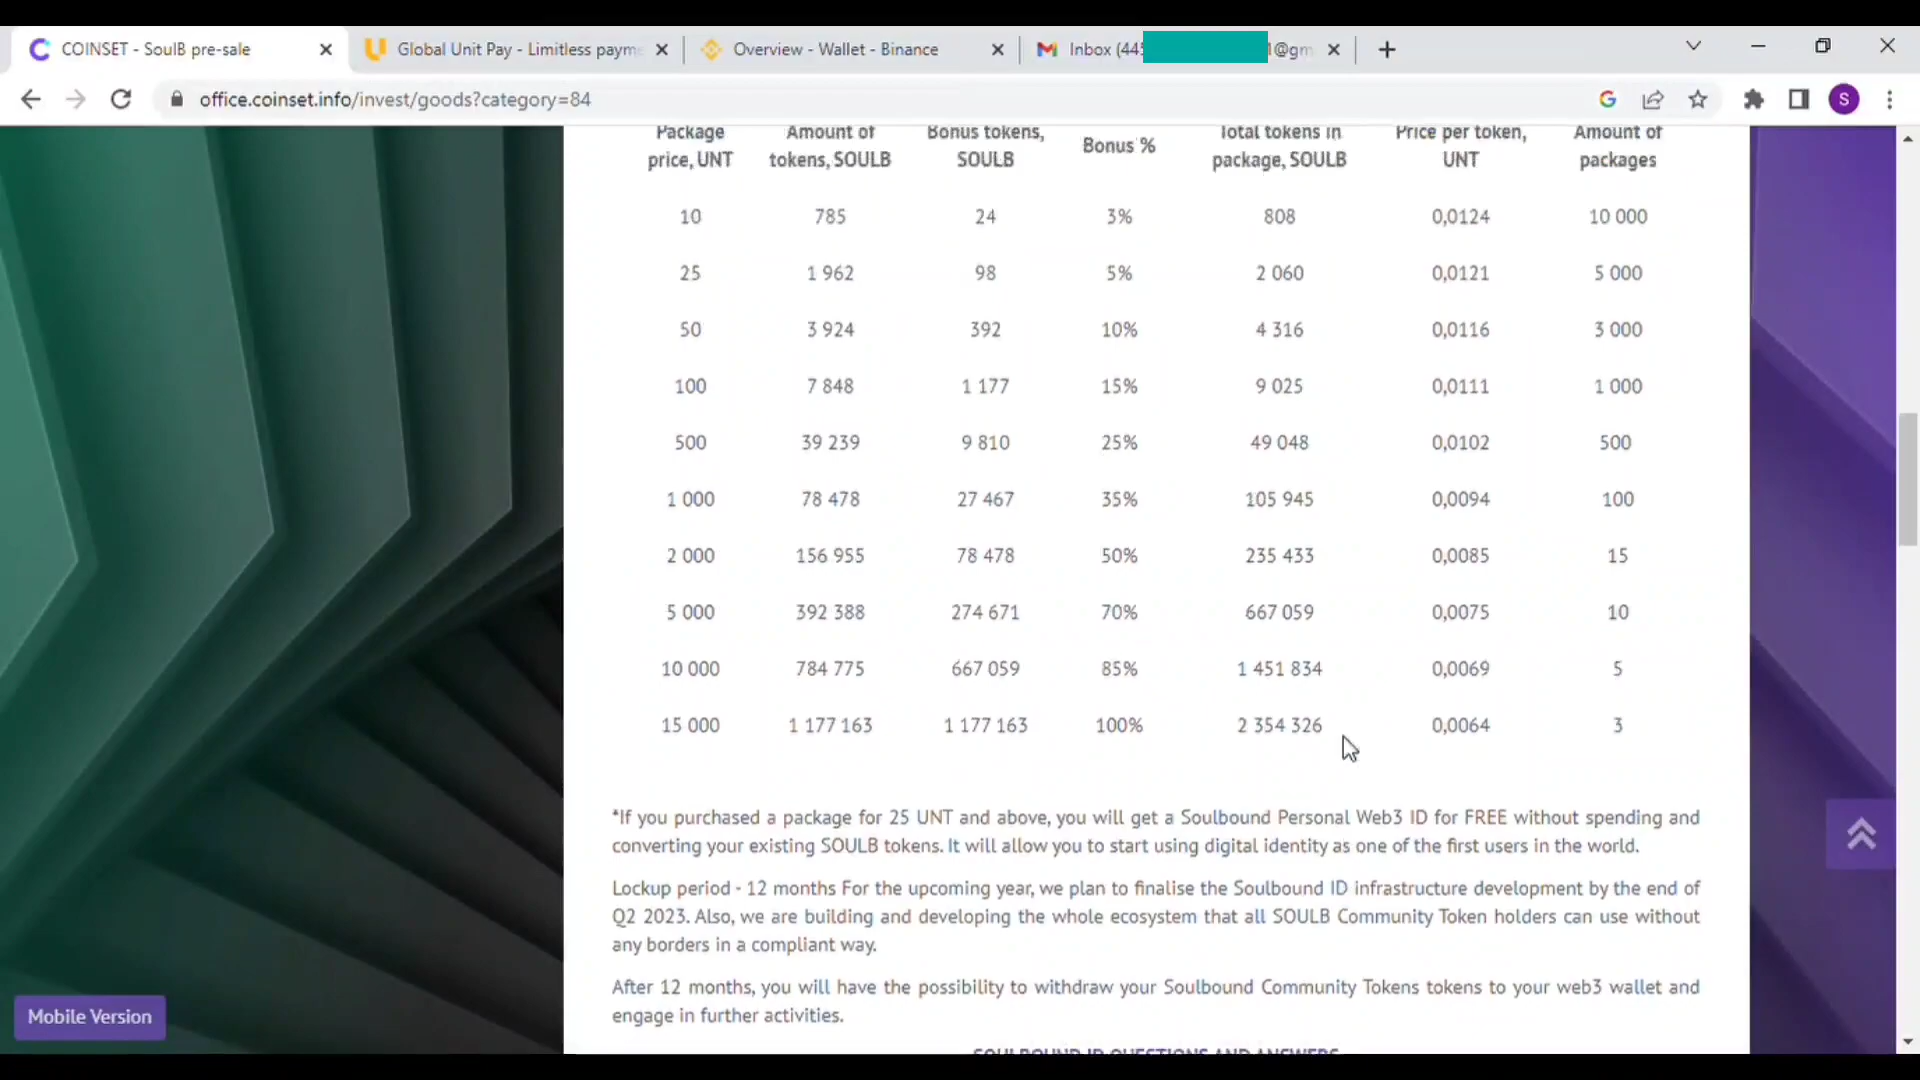 COINSET - SoulB pre-sale
Global Unit Pay - Limitless payme
Overview - Wallet - Binance
Inbox (445
1@gm
office.coinset.info/invest/goods?category=84
S
Package price, UNT
Amount of tokens, SOULB
Bonus tokens, SOULB
Bonus %
Total tokens in package, SOULB
Price per token, UNT
Amount of packages
10 785 24 3% 808 0,0124 10 000
25 1 962 98 5% 2 060 0,0121 5 000
50 3 924 392 10% 4 316 0,0116 3 000
100 7 848 1 177 15% 9 025 0,0111 1 000
500 39 239 9 810 25% 49 048 0,0102 500
1 000 78 478 27 467 35% 105 945 0,0094 100
2 000 156 955 78 478 50% 235 433 0,0085 15
5 000 392 388 274 671 70% 667 059 0,0075 10
10 000 784 775 667 059 85% 1 451 834 0,0069 5
15 000 1 177 163 1 177 163 100% 2 354 326 0,0064 3
*If you purchased a package for 25 UNT and above, you will get a Soulbound Personal Web3 ID for FREE without spending and
converting your existing SOULB tokens. It will allow you to start using digital identity as one of the first users in the world.
Lockup period - 12 months For the upcoming year, we plan to finalise the Soulbound ID infrastructure development by the end of
Q2 2023. Also, we are building and developing the whole ecosystem that all SOULB Community Token holders can use without
any borders in a compliant way.
After 12 months, you will have the possibility to withdraw your Soulbound Community Tokens tokens to your web3 wallet and
engage in further activities.
SOULBOUND ID QUESTIONS AND ANSWERS
Mobile Version